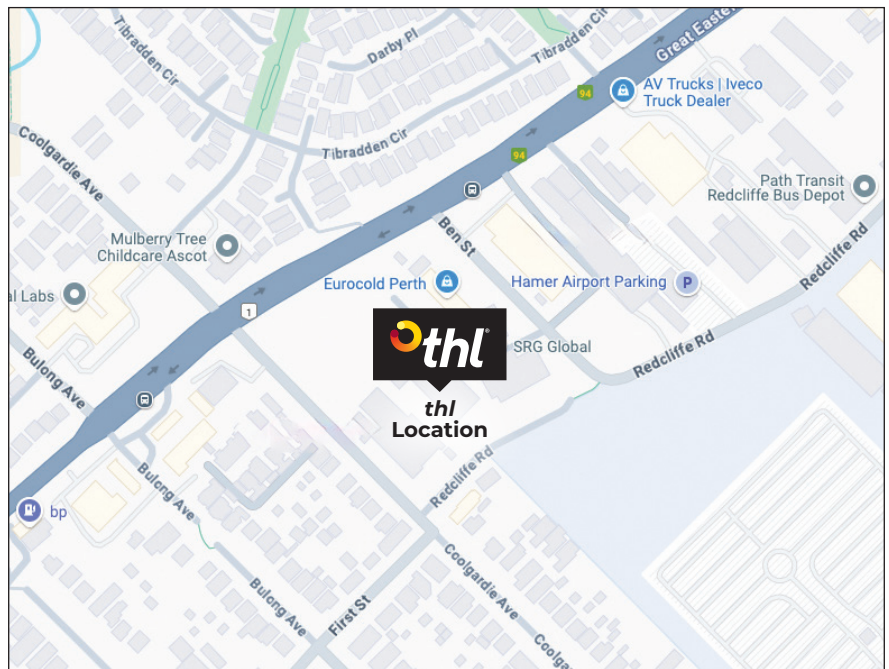 Tibradden Cir
Darby Pl
Tibradden Cir
Great Easte
94
AV Trucks | Iveco
Truck Dealer
Coolgardie Ave
Tibradden Cir
94
Path Transit
Redcliffe Bus Depot
Mulberry Tree
Childcare Ascot
Ben St
Redcliffe Rd
Eurocold Perth
Hamer Airport Parking
P
al Labs
1
thl
SRG Global
Redcliffe Rd
Bulong Ave
thl
Location
Bulong Ave
Redcliffe Rd
bp
Coolgardie Ave
Bulong Ave
First St
Coolga